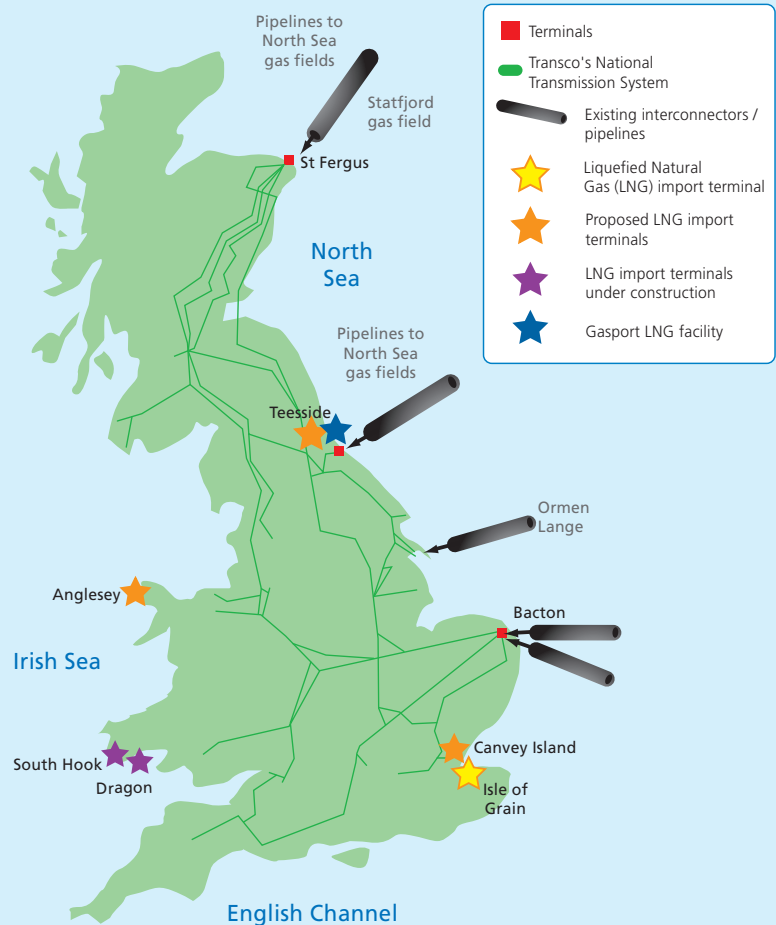 Pipelines to
North Sea
gas fields
Statfjord
gas field
St Fergus
North
Sea
Pipelines to
North Sea
gas fields
Teesside
Ormen
Lange
Anglesey
Bacton
Irish Sea
South Hook
Dragon
Canvey Island
Isle of
Grain
English Channel
Terminals
Transco's National
Transmission System
Existing interconnectors /
pipelines
Liquefied Natural
Gas (LNG) import terminal
Proposed LNG import
terminals
LNG import terminals
under construction
Gasport LNG facility